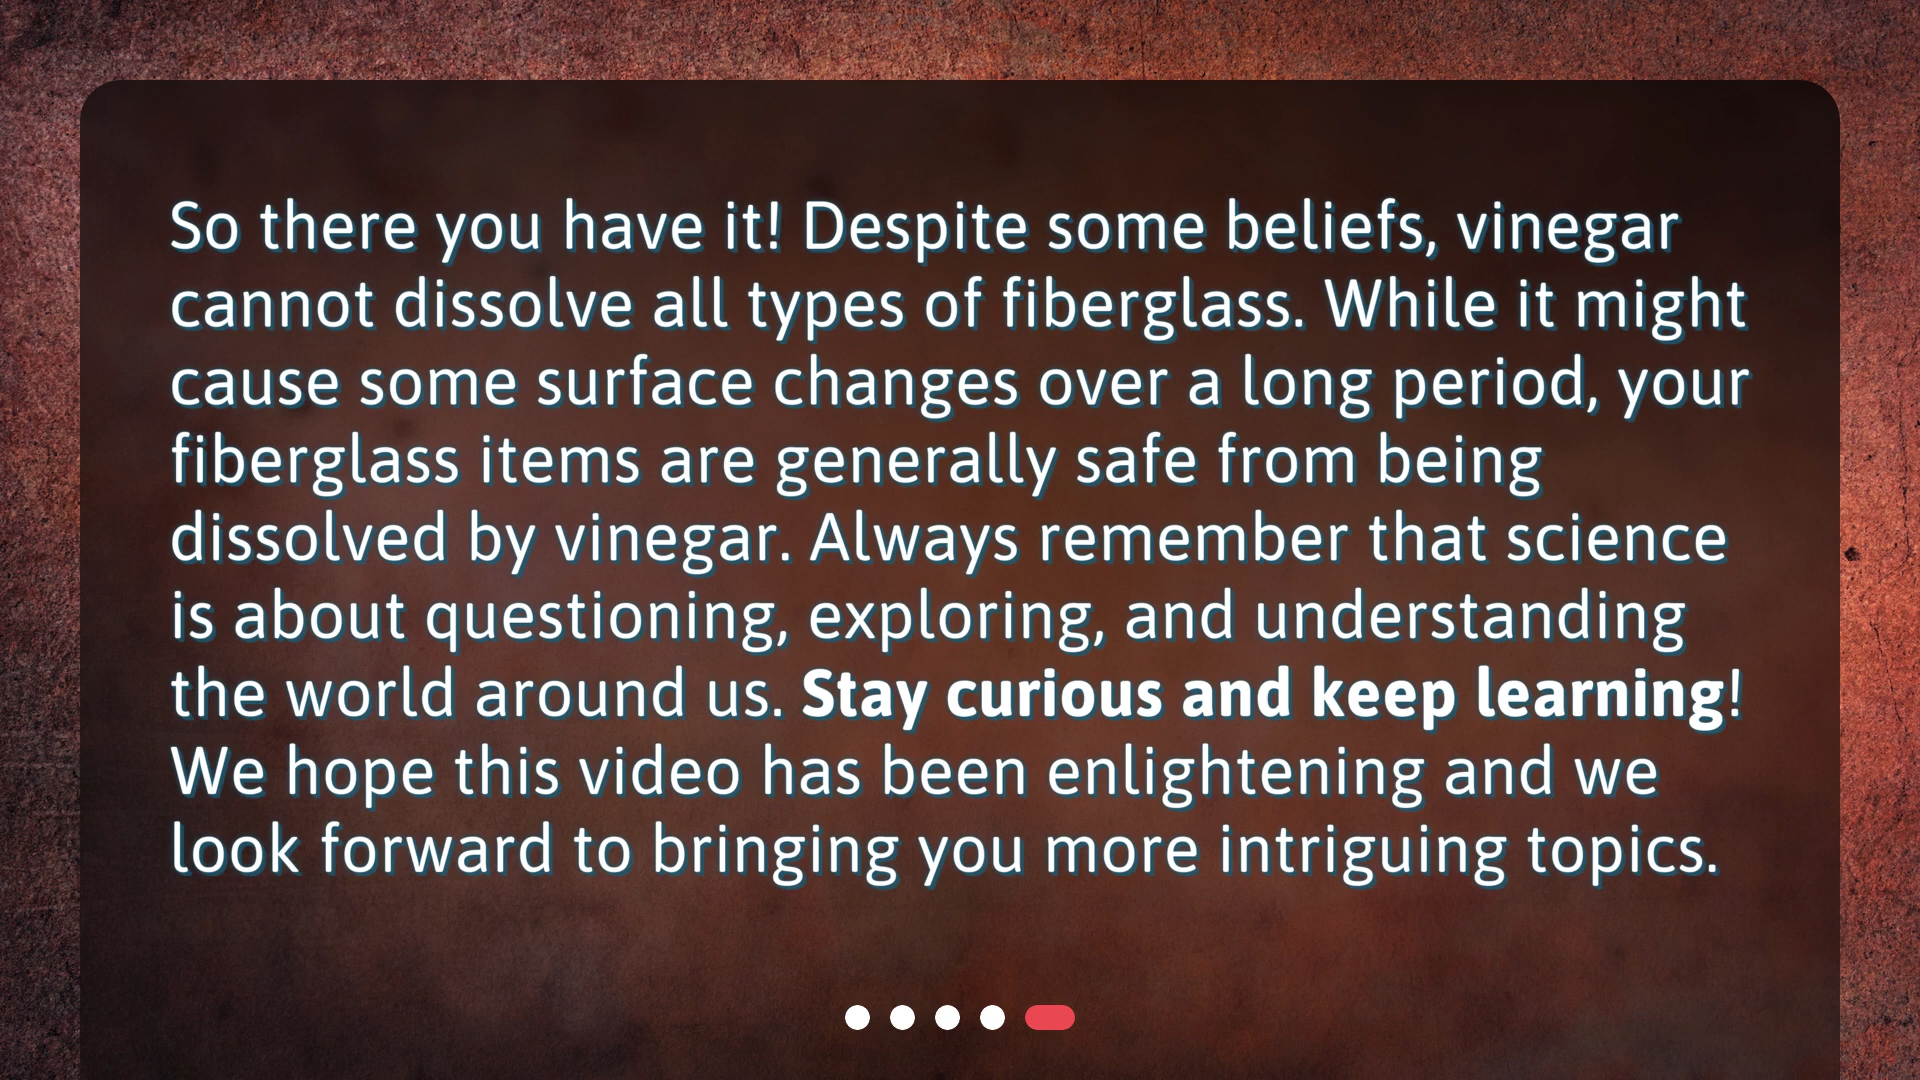 So there you have it! Despite some beliefs, vinegar
cannot dissolve all types of fiberglass. While it might
cause some surface changes over a long period, your
fiberglass items are generally safe from being
dissolved by vinegar. Always remember that science
is about questioning, exploring, and understanding
the world around us. Stay curious and keep learning!
We hope this video has been enlightening and we
look forward to bringing you more intriguing topics.